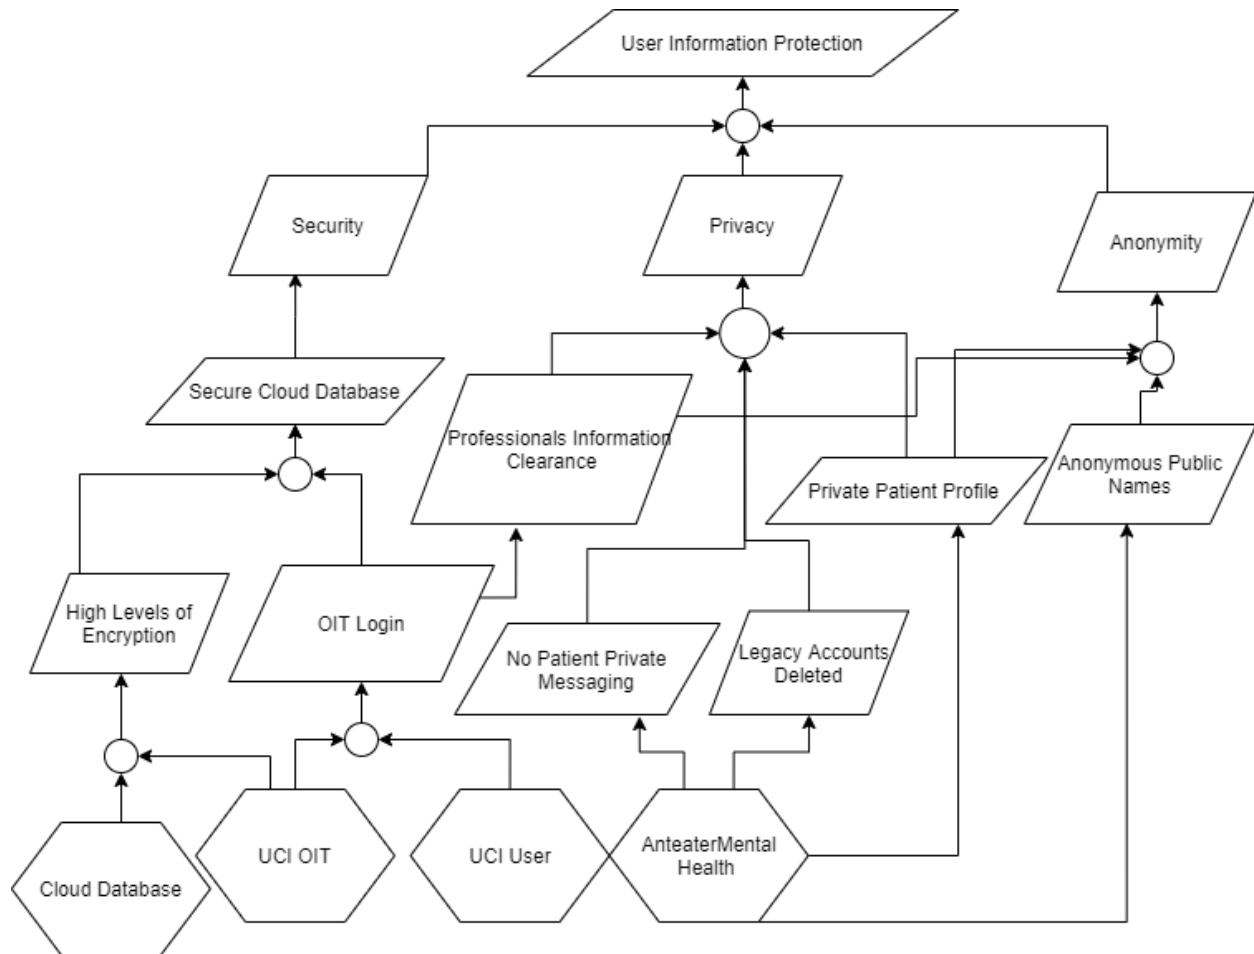 User Information Protection
Security
Privacy
Anonymity
Secure Cloud Database
Professionals Information
Clearance
Private Patient Profile
Anonymous Public
Names
High Levels of
Encryption
OIT Login
No Patient Private
Messaging
Legacy Accounts
Deleted
Cloud Database
UCI OIT
UCI User
AnteaterMental
Health